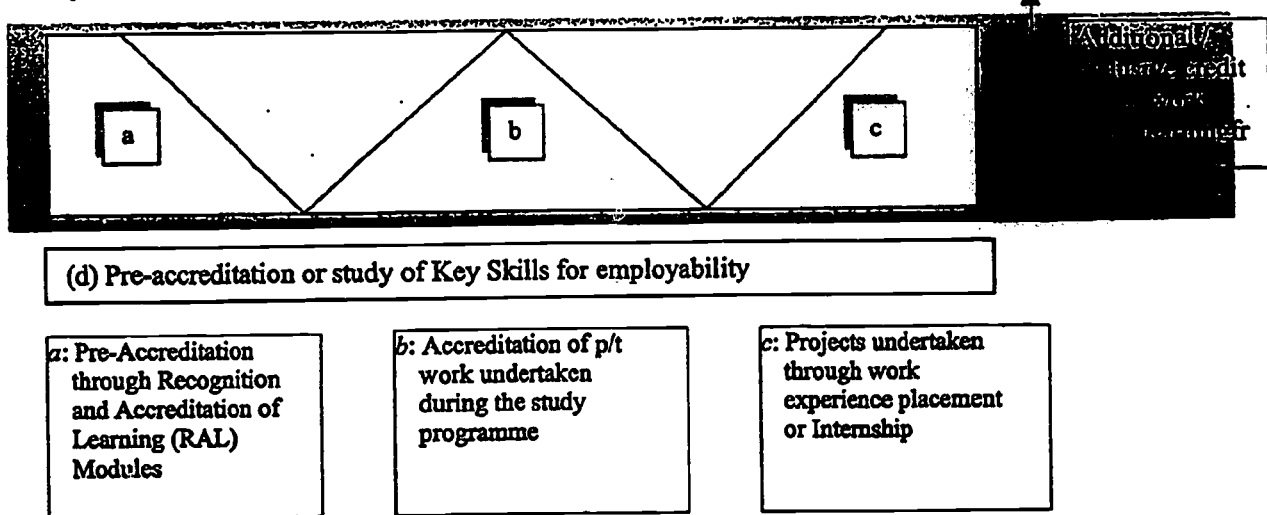 Additional
credit
a
b
c
(d) Pre-accreditation or study of Key Skills for employability
a: Pre-Accreditation
through Recognition
and Accreditation of
Learning (RAL)
Modules
b: Accreditation of p/t
work undertaken
during the study
programme
c: Projects undertaken
through work
experience placement
or Internship